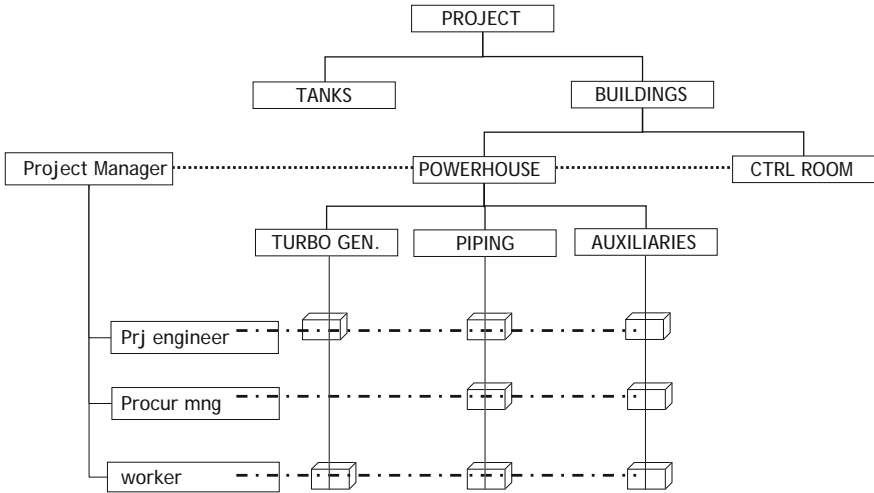 PROJECT
TANKS
BUILDINGS
Project Manager
POWERHOUSE
CTRL ROOM
TURBO GEN.
PIPING
AUXILIARIES
Prj engineer
Procur mng
worker